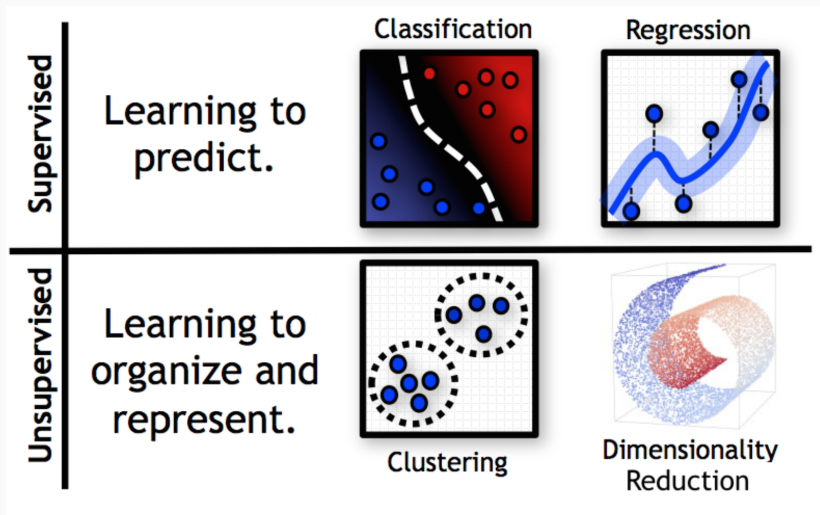 Classification
Regression
Supervised
Learning to
predict.
Unsupervised
Learning to
organize and
represent.
Clustering
Dimensionality
Reduction